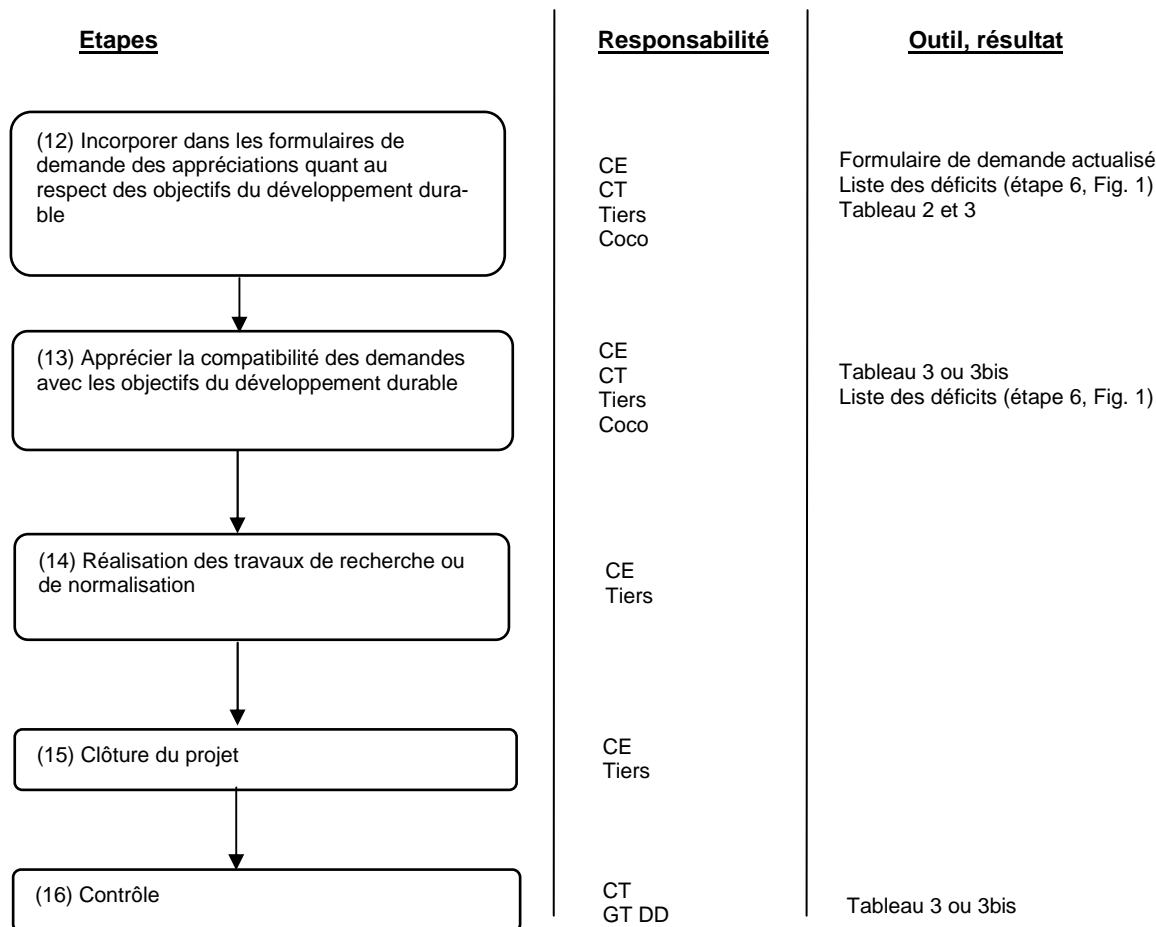 Etapes
Responsabilité
Outil, résultat
(12) Incorporer dans les formulaires de
demande des appréciations quant au
respect des objectifs du développement dura-
ble
CE
CT
Tiers
Coco
Formulaire de demande actualisé
Liste des déficits (étape 6, Fig. 1)
Tableau 2 et 3
(13) Apprécier la compatibilité des demandes
avec les objectifs du développement durable
CE
CT
Tiers
Coco
Tableau 3 ou 3bis
Liste des déficits (étape 6, Fig. 1)
(14) Réalisation des travaux de recherche ou
de normalisation
CE
Tiers
(15) Clôture du projet
CE
Tiers
(16) Contrôle
CT
GT DD
Tableau 3 ou 3bis